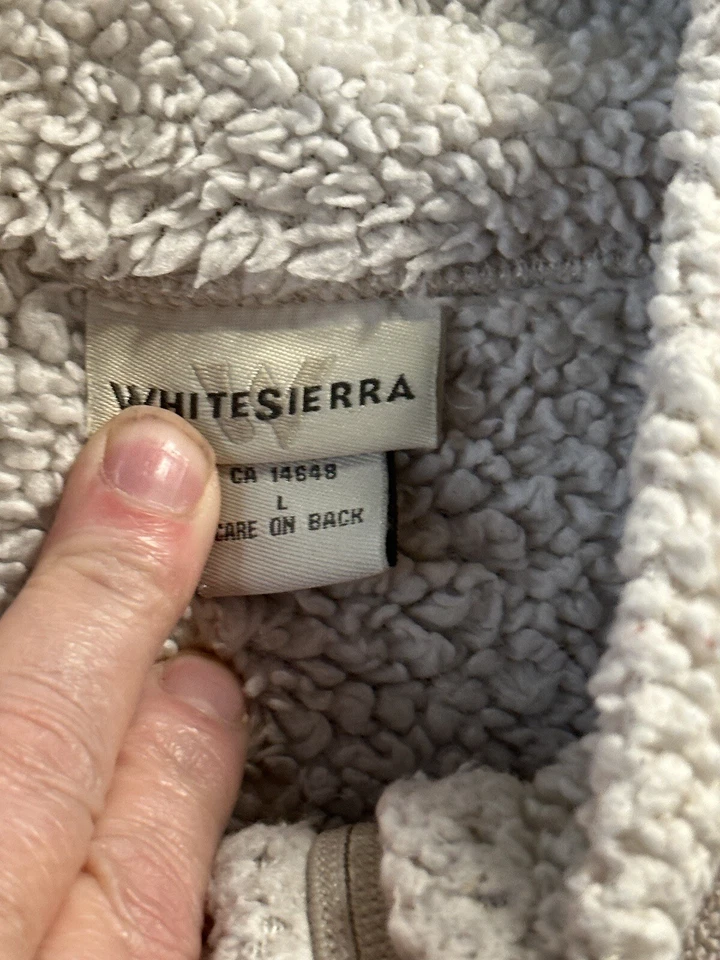 WHITESIERRA
CA 14648
L
CARE ON BACK